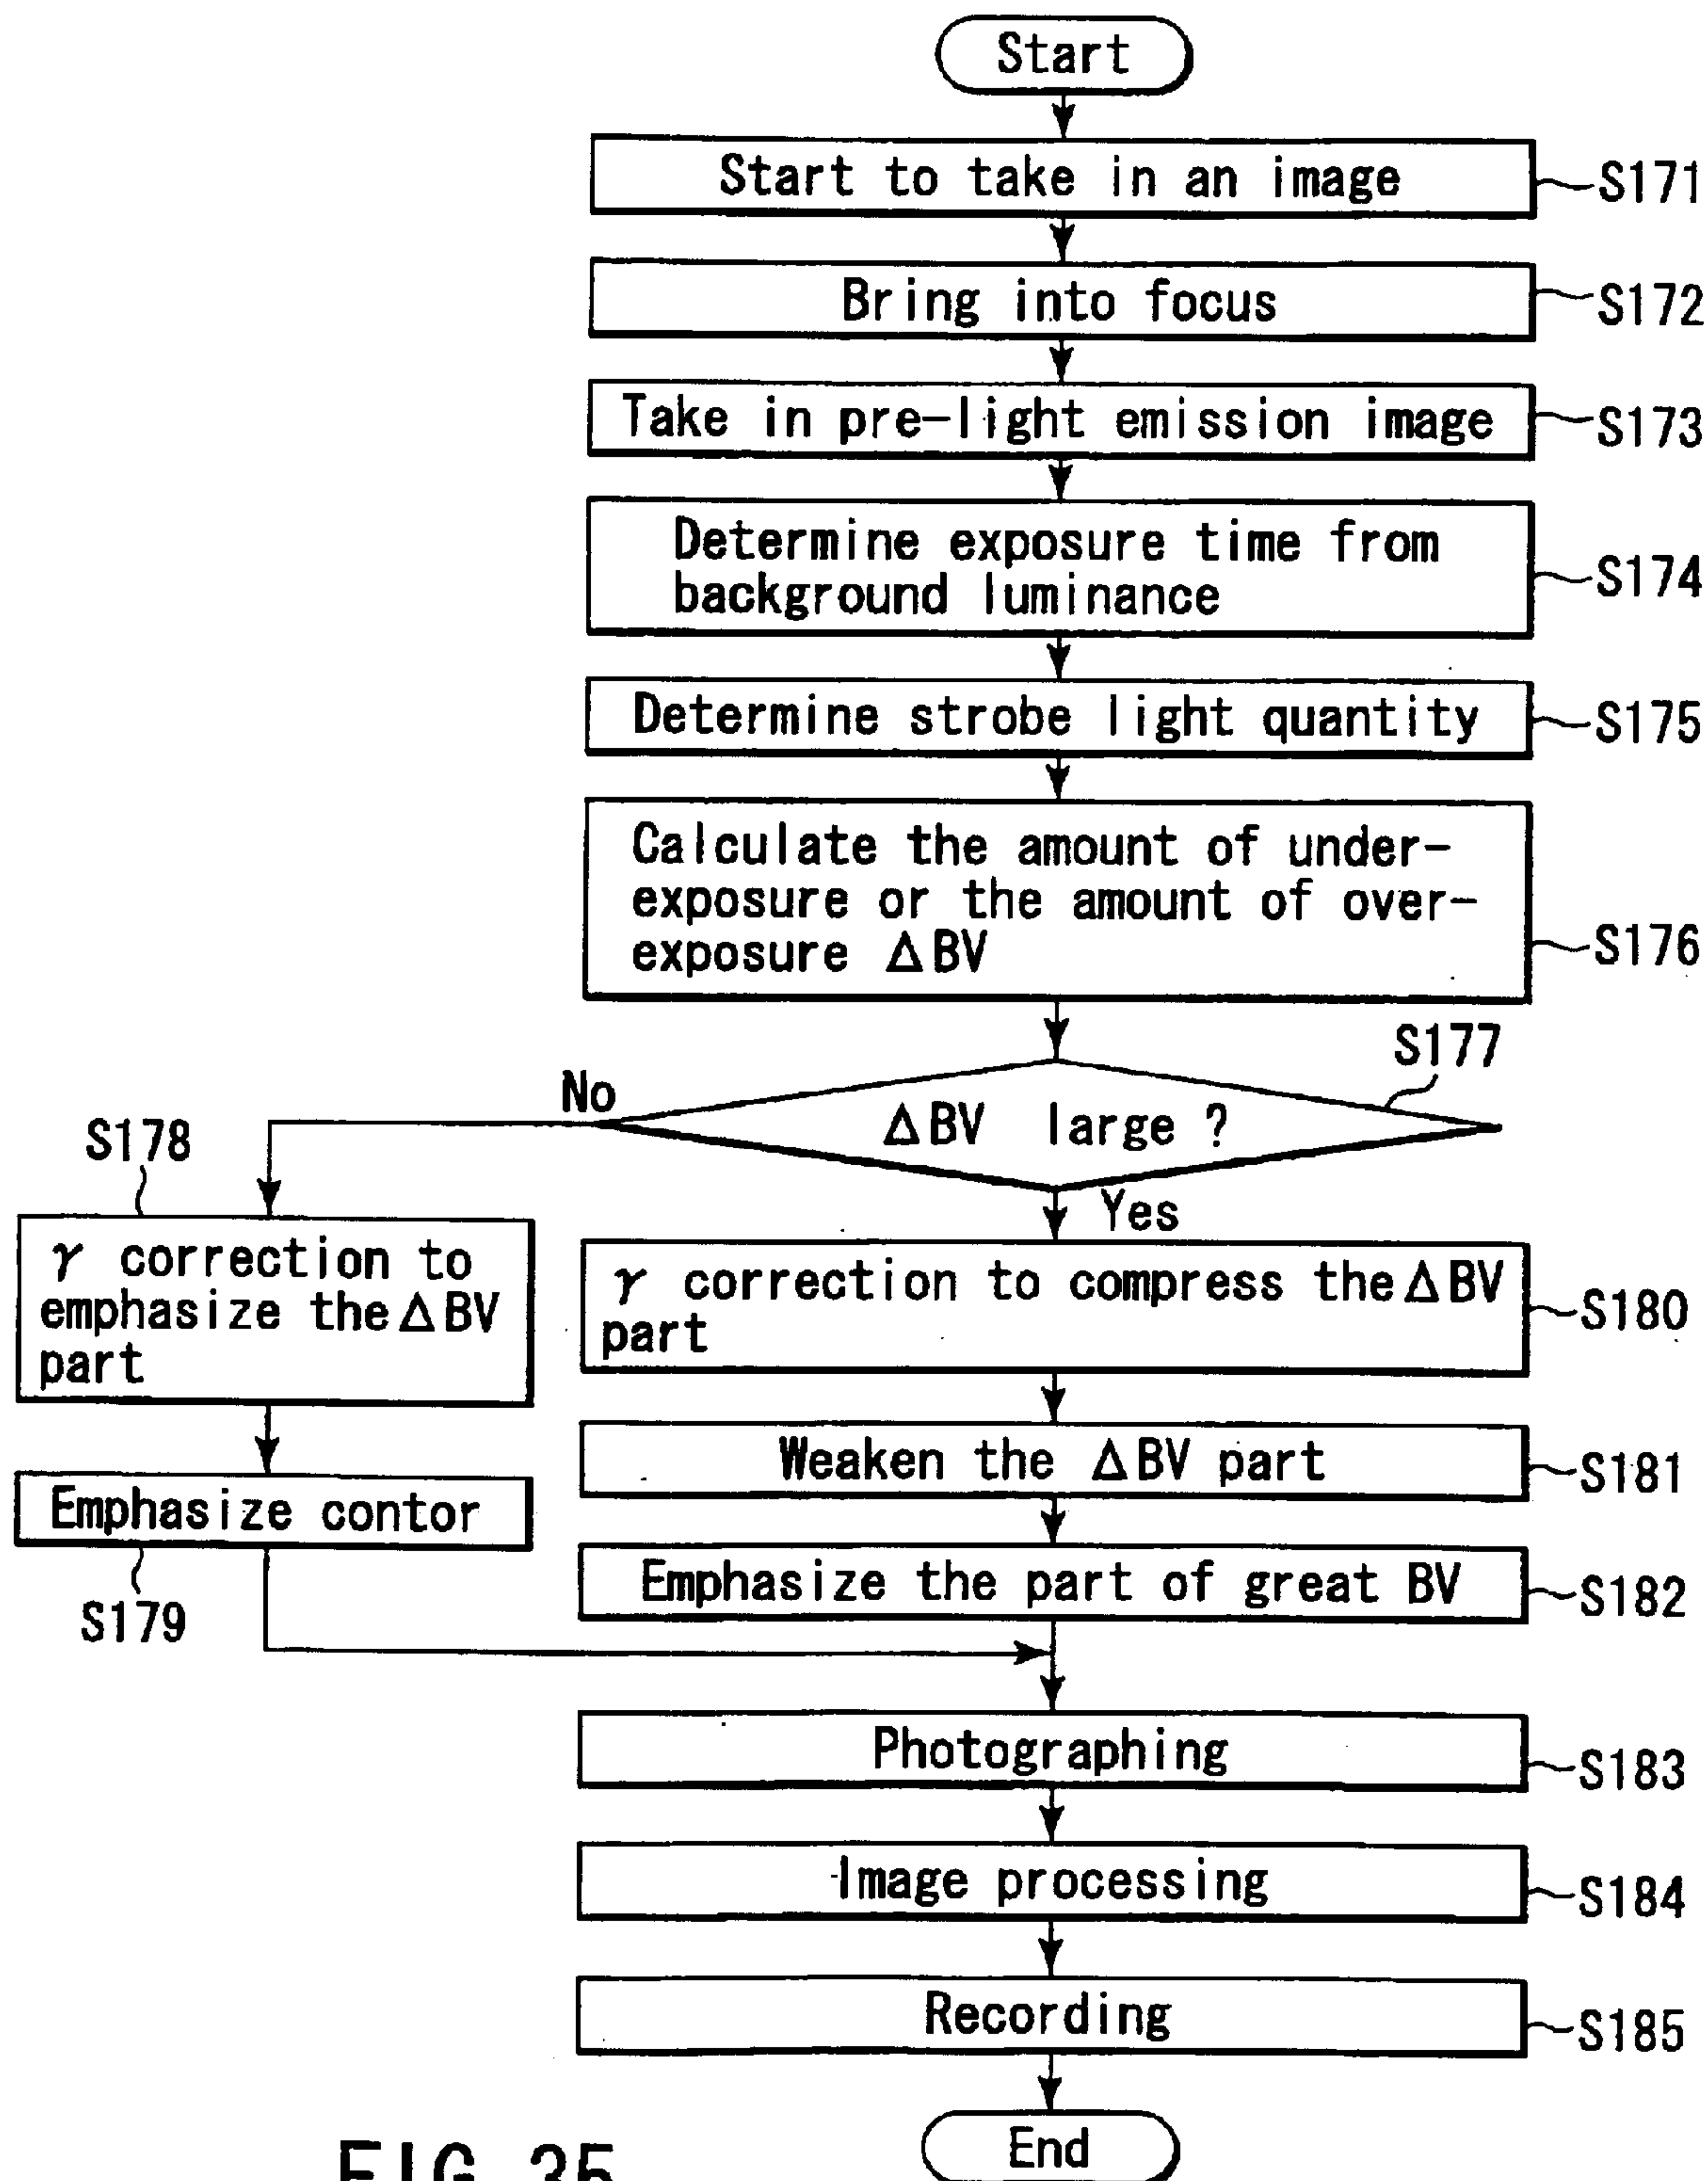 Start
Start to take in an image
S171
Bring into focus
S172
Take in pre-light emission image
S173
Determine exposure time from
background luminance
S174
Determine strobe light quantity
S175
Calculate the amount of under-
exposure or the amount of over-
exposure ΔBV
S176
S177
ΔBV large ?
No
Yes
S178
γ correction to
emphasize the ΔBV
part
Emphasize contor
S179
γ correction to compress the ΔBV
part
S180
Weaken the ΔBV part
S181
Emphasize the part of great BV
S182
Photographing
S183
Image processing
S184
Recording
S185
End
FIG 35